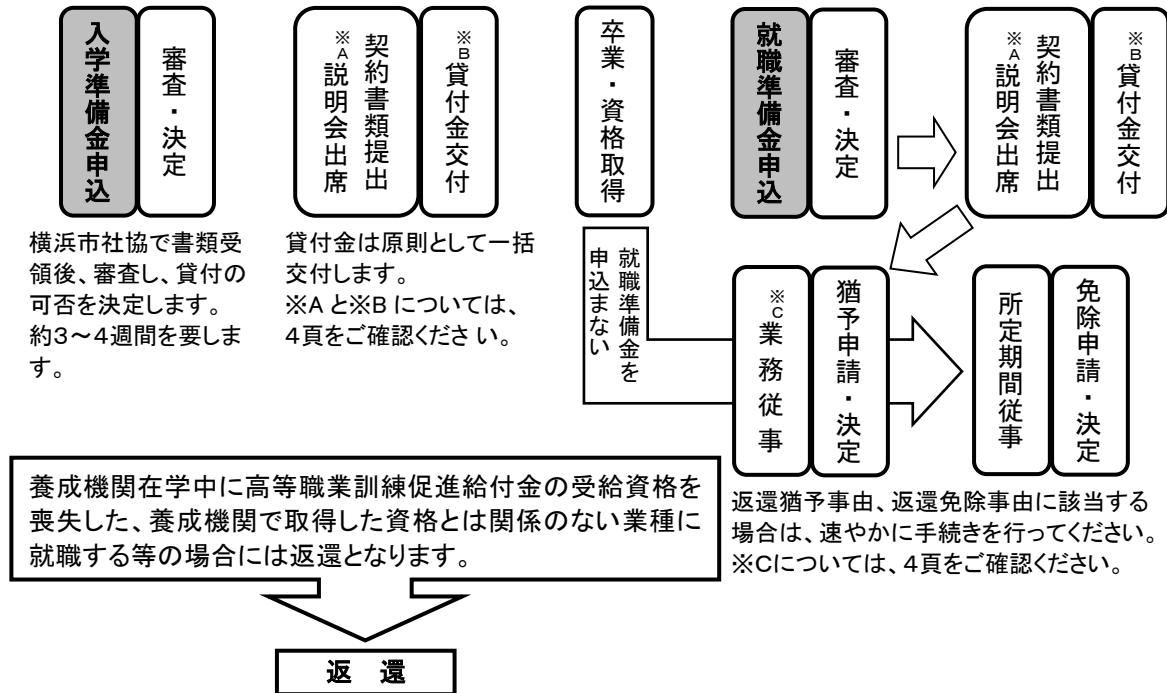 入学準備金申込
審査・決定
契約書類提出
※A説明会出席
※B貸付金交付
卒業・資格取得
就職準備金申込
審査・決定
契約書類提出
※A説明会出席
※B貸付金交付
横浜市社協で書類受
領後、審査し、貸付の
可否を決定します。
約3~4週間を要しま
す。
貸付金は原則として一括
交付します。
※Aと※Bについては、
4頁をご確認ください。
就職準備金を
申込まない
※C業務従事
猶予申請・決定
所定期間従事
免除申請・決定
返還猶予事由、返還免除事由に該当する
場合は、速やかに手続きを行ってください。
※Cについては、4頁をご確認ください。
養成機関在学中に高等職業訓練促進給付金の受給資格を
喪失した、養成機関で取得した資格とは関係のない業種に
就職する等の場合には返還となります。
返 還